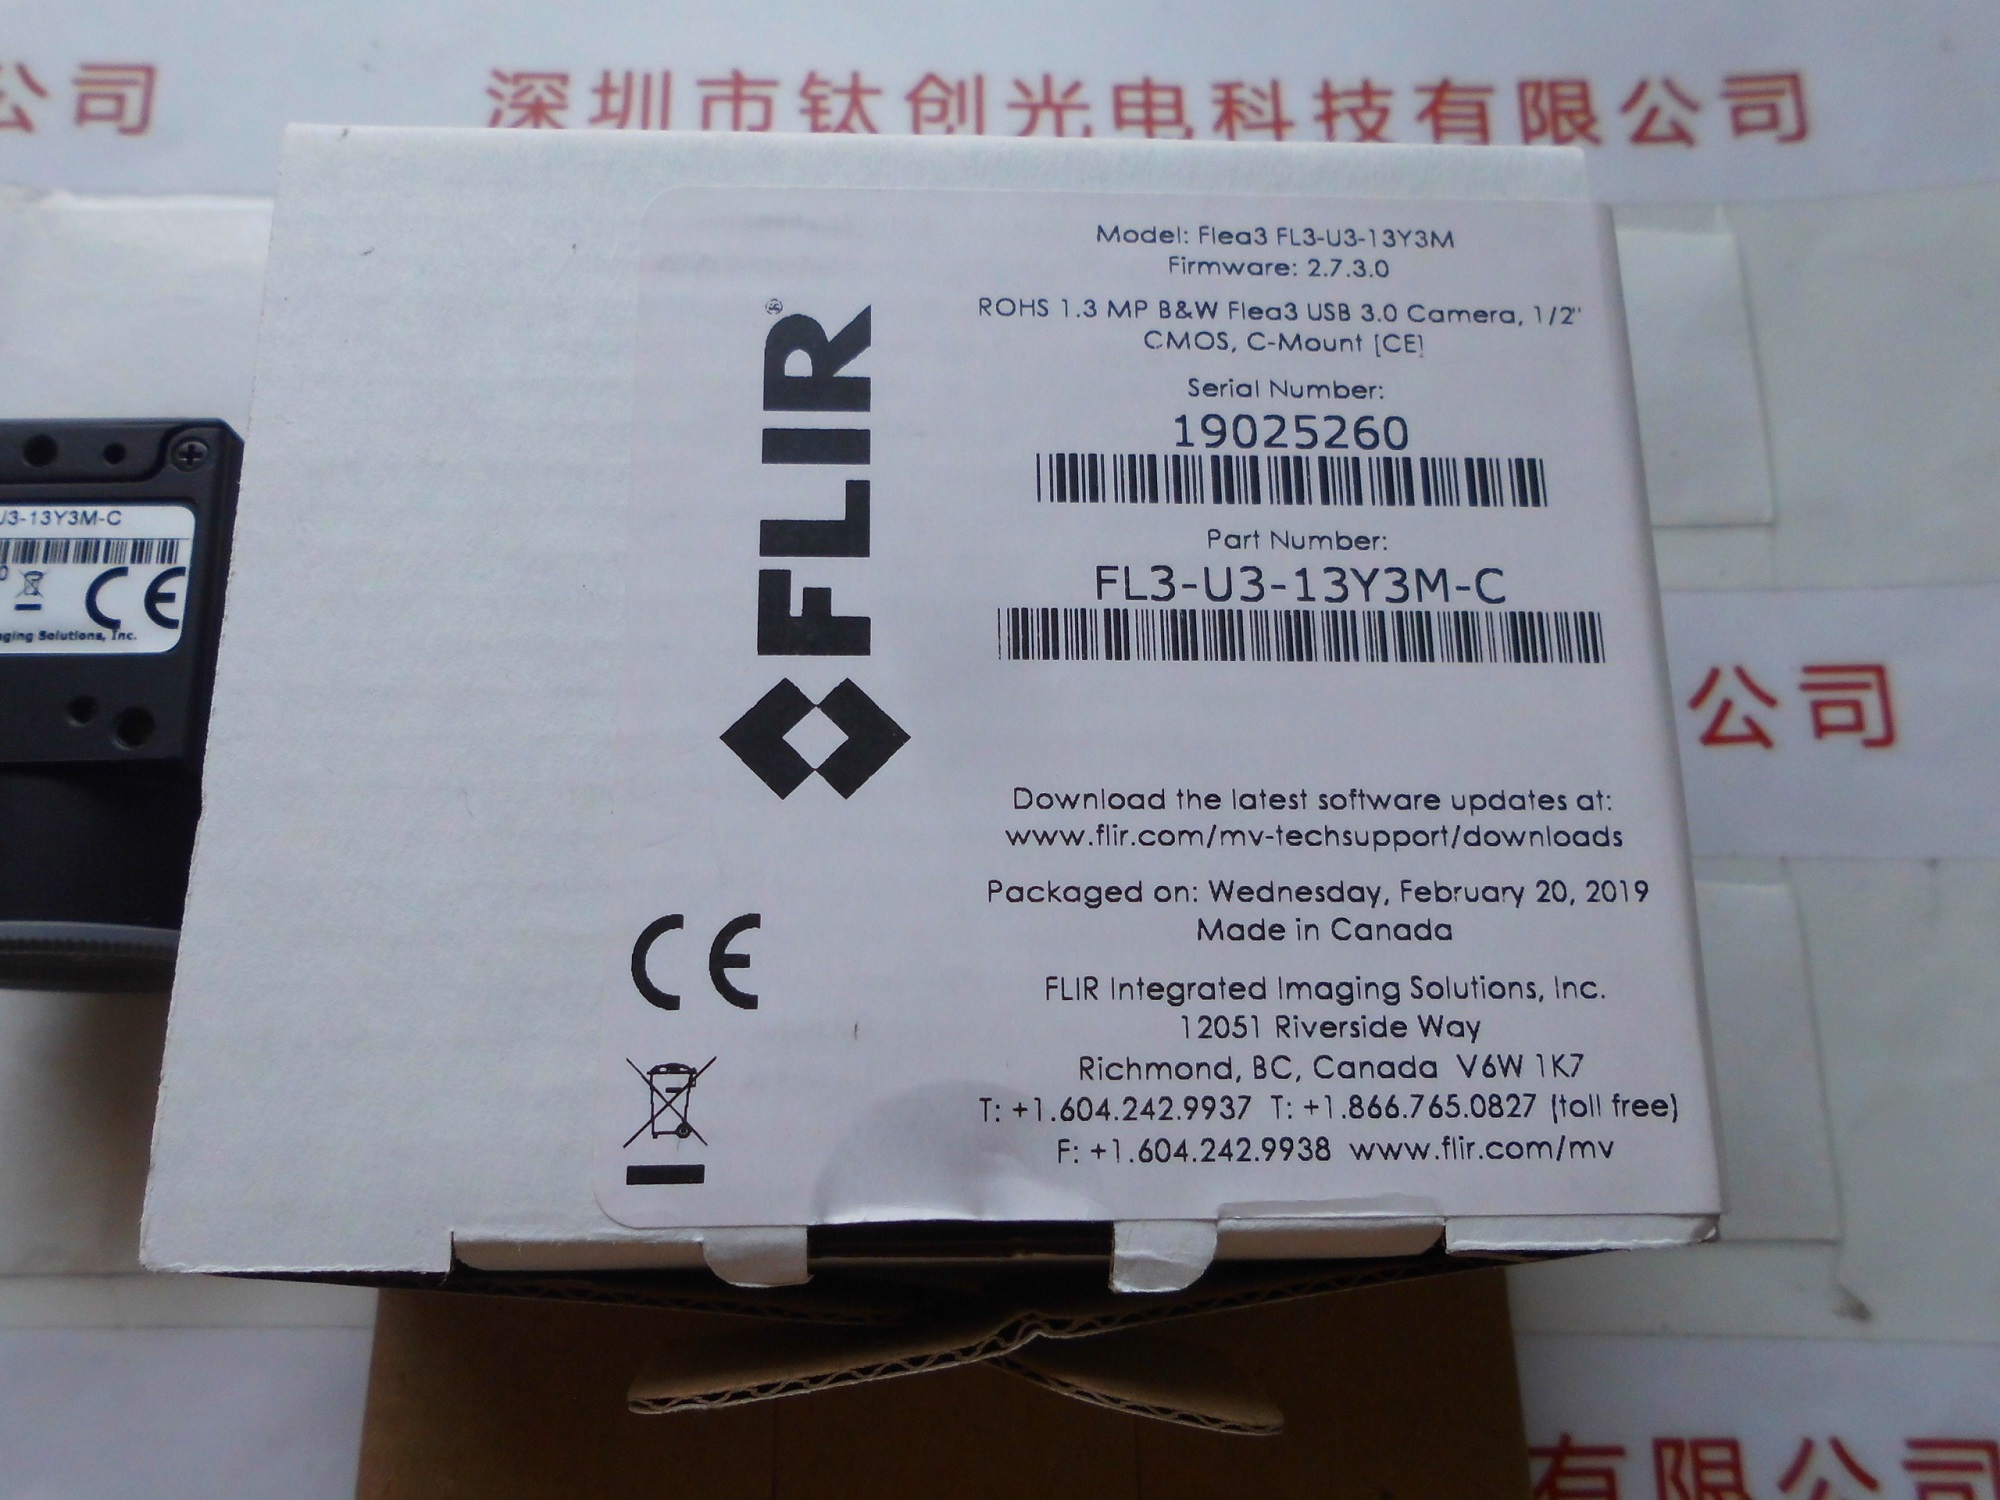 公司
深圳市钛创光电科技有限公司
Model: Flea3 FL3-U3-13Y3M
Firmware: 2.7.3.0
ROHS 1.3 MP B&W Flea3 USB 3.0 Camera, 1/2"
CMOS, C-Mount [CE]
Serial Number:
19025260
Part Number:
FL3-U3-13Y3M-C
FLIR®
U3-13Y3M-C
0
CE
aging Solutions, Inc.
公司
Download the latest software updates at:
www.flir.com/mv-techsupport/downloads
Packaged on: Wednesday, February 20, 2019
Made in Canada
CE
FLIR Integrated Imaging Solutions, Inc.
12051 Riverside Way
Richmond, BC, Canada V6W 1K7
T: +1.604.242.9937 T: +1.866.765.0827 (toll free)
F: +1.604.242.9938 www.flir.com/mv
有限公司